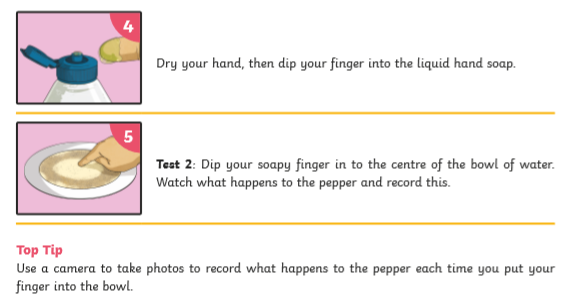 4
Dry your hand, then dip your finger into the liquid hand soap.
5
Test 2: Dip your soapy finger in to the centre of the bowl of water.
Watch what happens to the pepper and record this.
Top Tip
Use a camera to take photos to record what happens to the pepper each time you put your
finger into the bowl.